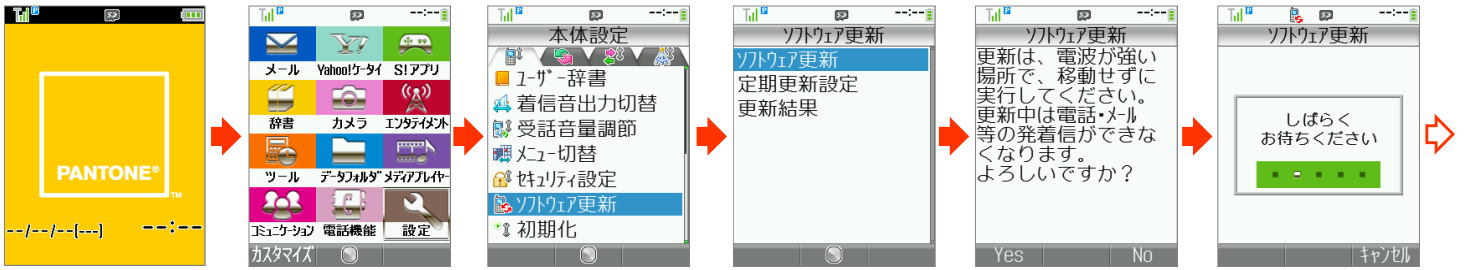 PANTONE®
TM
--/--/--[---] --:--
--:--
メール Yahoo!ケータイ S!アプリ
辞書 カメラ エンタテイメント
ツール データフォルダ メディアプレイヤー
コミュニケーション 電話機能 設定
カスタマイズ
--:--
本体設定
ユーザー辞書
着信音出力切替
受話音量調節
メニュー切替
セキュリティ設定
ソフトウェア更新
初期化
--:--
ソフトウェア更新
ソフトウェア更新
定期更新設定
更新結果
--:--
ソフトウェア更新
更新は、電波が強い
場所で、移動せずに
実行してください。
更新中は電話・メール
等の発着信ができな
くなります。
よろしいですか？
Yes No
--:--
ソフトウェア更新
しばらく
お待ちください
キャンセル